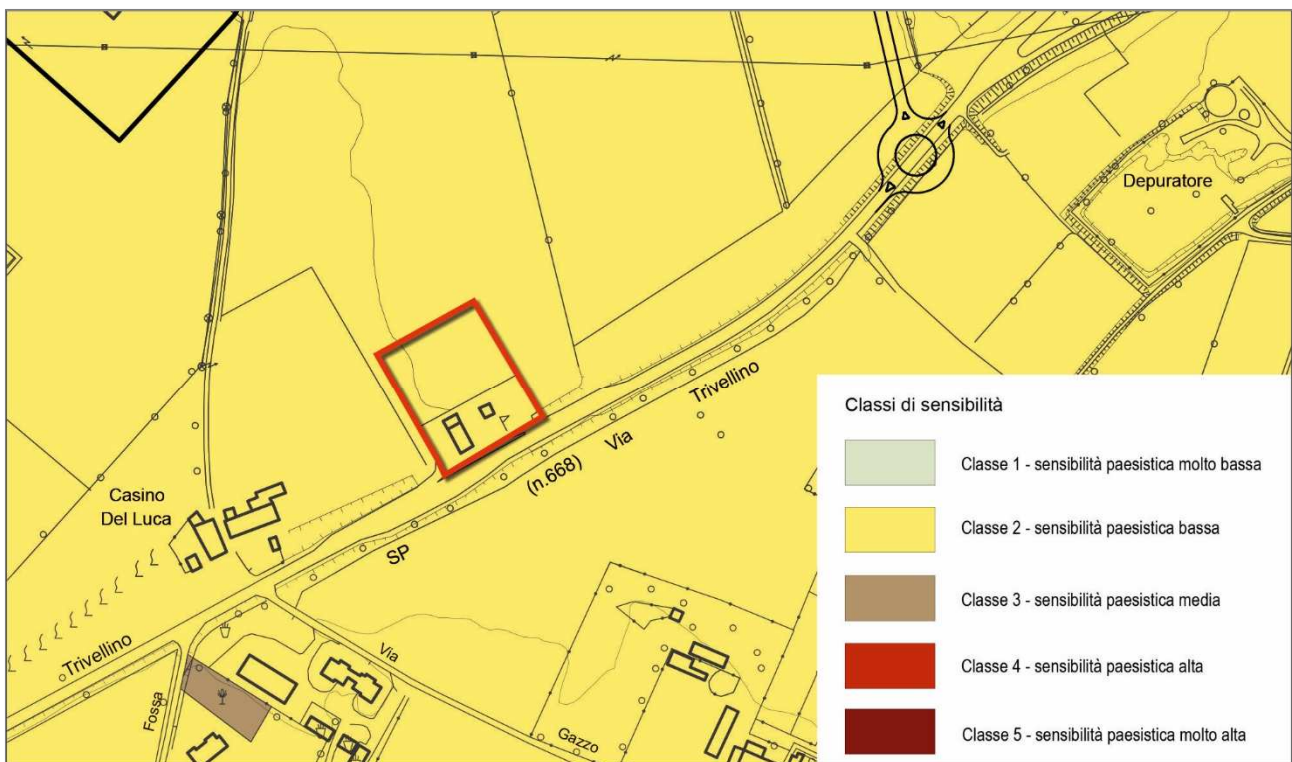 Depuratore
Trivellino
Via
(n.668)
SP
Casino
Del Luca
Trivellino
Fossa
Via
Gazzo
Classi di sensibilità
Classe 1 - sensibilità paesistica molto bassa
Classe 2 - sensibilità paesistica bassa
Classe 3 - sensibilità paesistica media
Classe 4 - sensibilità paesistica alta
Classe 5 - sensibilità paesistica molto alta